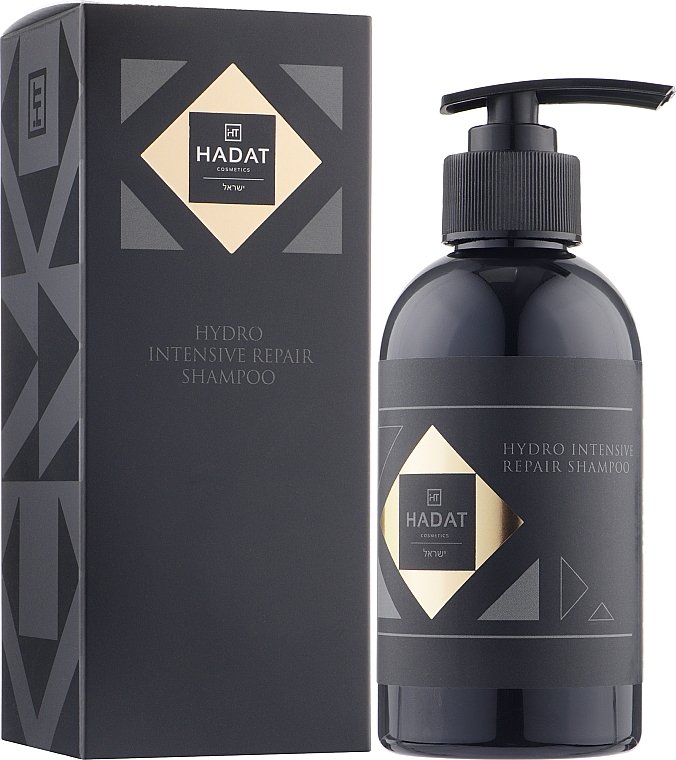 HT
HADAT
COSMETICS
ישראל
HYDRO
INTENSIVE REPAIR
SHAMPOO
HYDRO INTENSIVE
REPAIR SHAMPOO
HT
HADAT
COSMETICS
ישראל